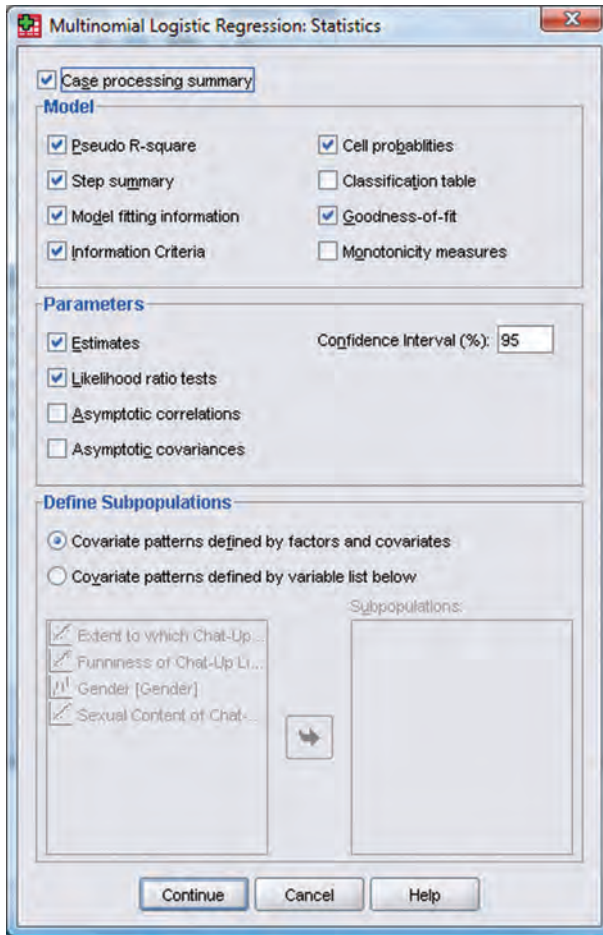 Multinomial Logistic Regression: Statistics
Case processing summary
Model
Pseudo R-square
Cell probablities
Step summary
Classification table
Model fitting information
Goodness-of-fit
Information Criteria
Monotonicity measures
Parameters
Estimates
Confidence Interval (%): 95
Likelihood ratio tests
Asymptotic correlations
Asymptotic covariances
Define Subpopulations
Covariate patterns defined by factors and covariates
Covariate patterns defined by variable list below
Subpopulations:
Extent to which Chat-Up...
Funniness of Chat-Up Li...
Gender [Gender]
Sexual Content of Chat-...
Continue Cancel Help